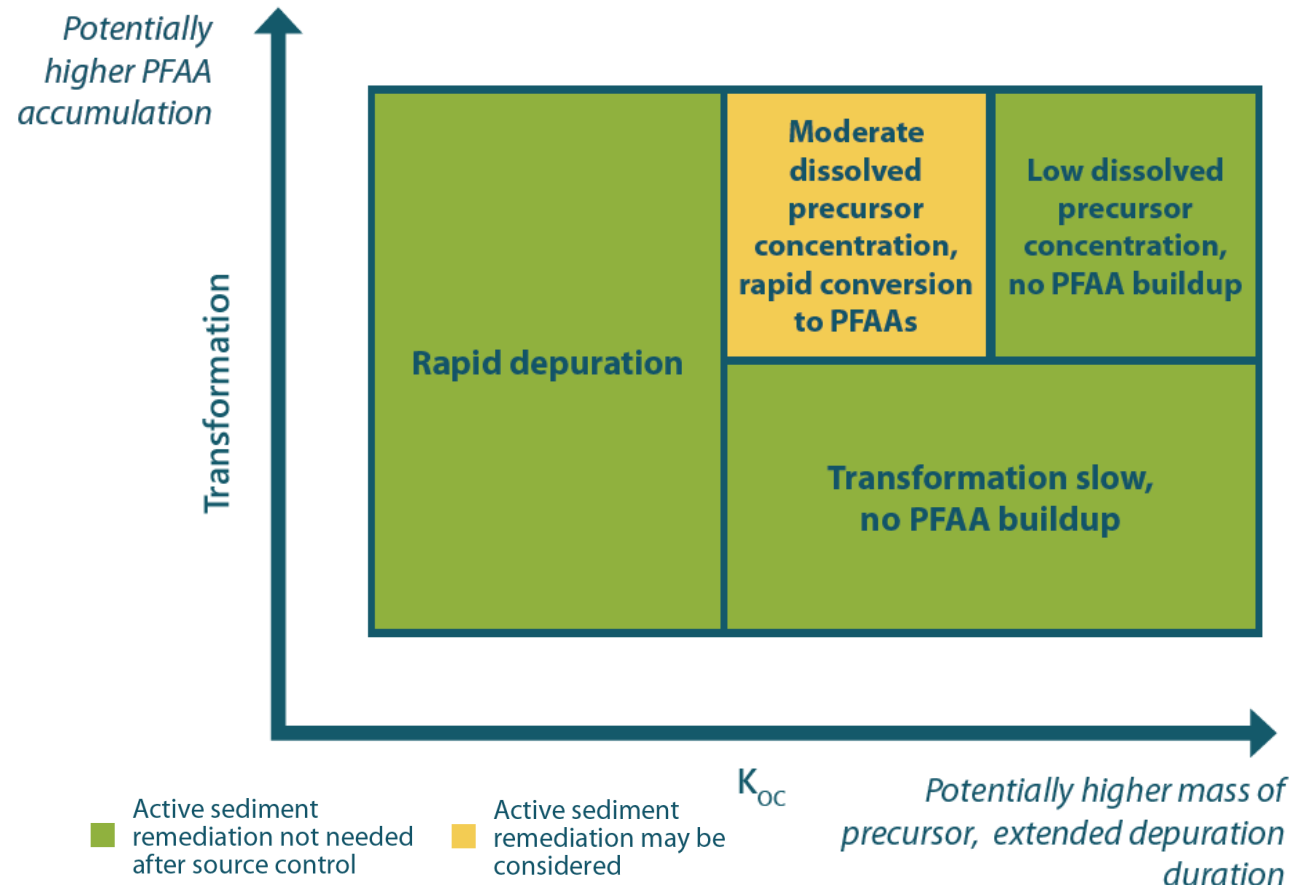 Potentially
higher PFAA
accumulation
Transformation
Rapid depuration
Moderate
dissolved
precursor
concentration,
rapid conversion
to PFAAs
Low dissolved
precursor
concentration,
no PFAA buildup
Transformation slow,
no PFAA buildup
KOC
Potentially higher mass of
precursor, extended depuration
duration
Active sediment
remediation not needed
after source control
Active sediment
remediation may be
considered